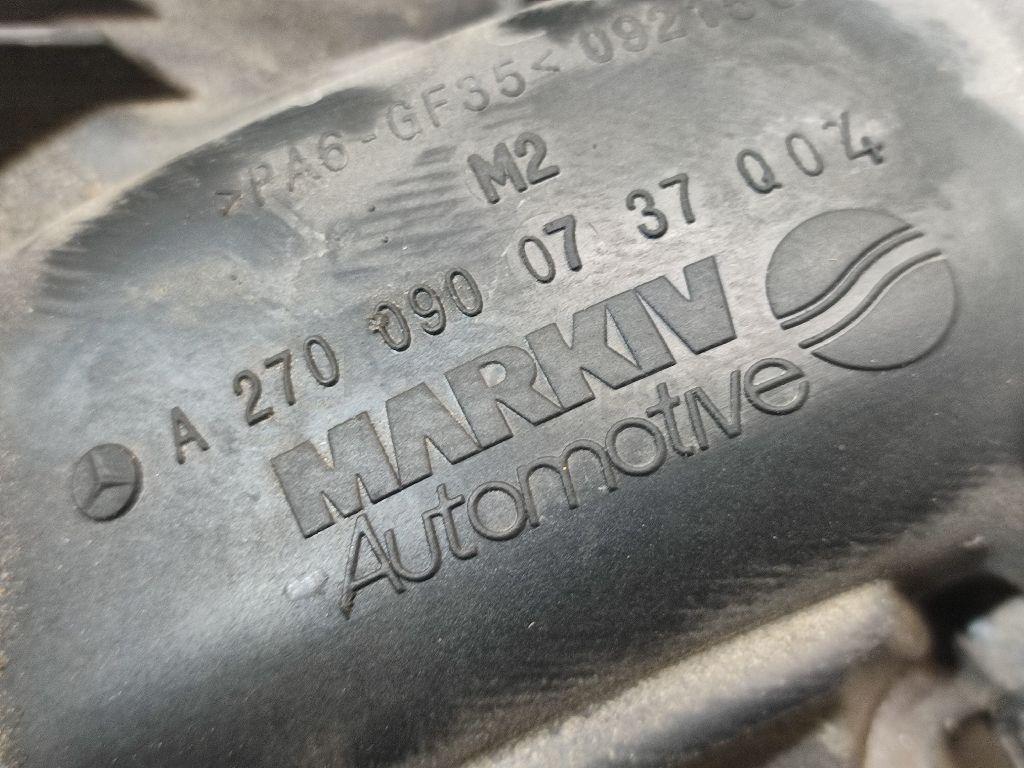 >PA6-GF35<
M2
A 270 090 07 37 Q04
MARKIV
Automotive